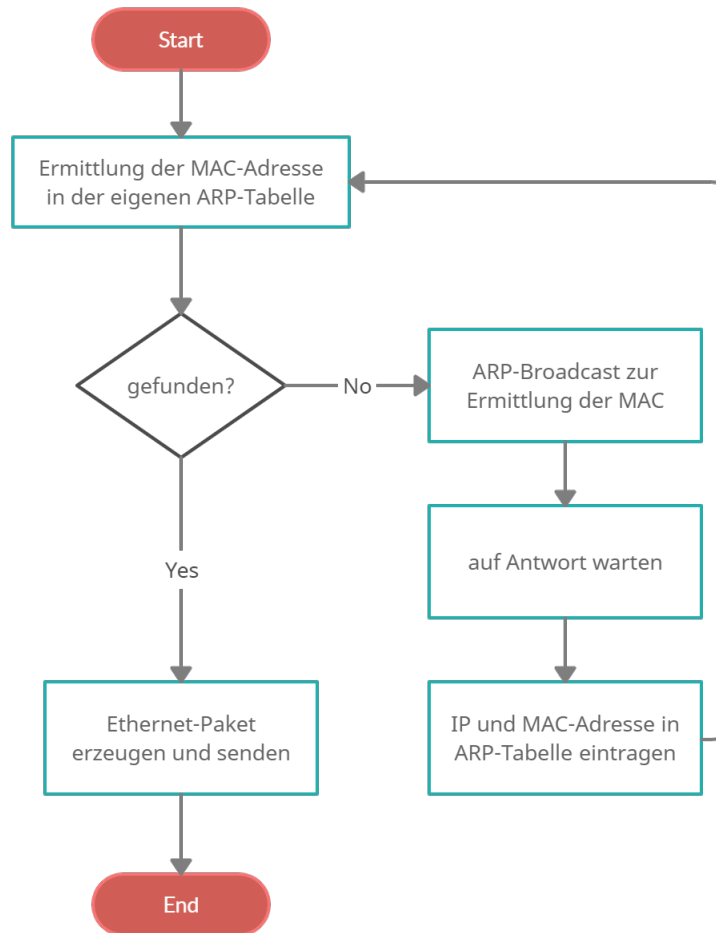 Start
Ermittlung der MAC-Adresse
in der eigenen ARP-Tabelle
gefunden?
No
ARP-Broadcast zur
Ermittlung der MAC
auf Antwort warten
Yes
Ethernet-Paket
erzeugen und senden
IP und MAC-Adresse in
ARP-Tabelle eintragen
End